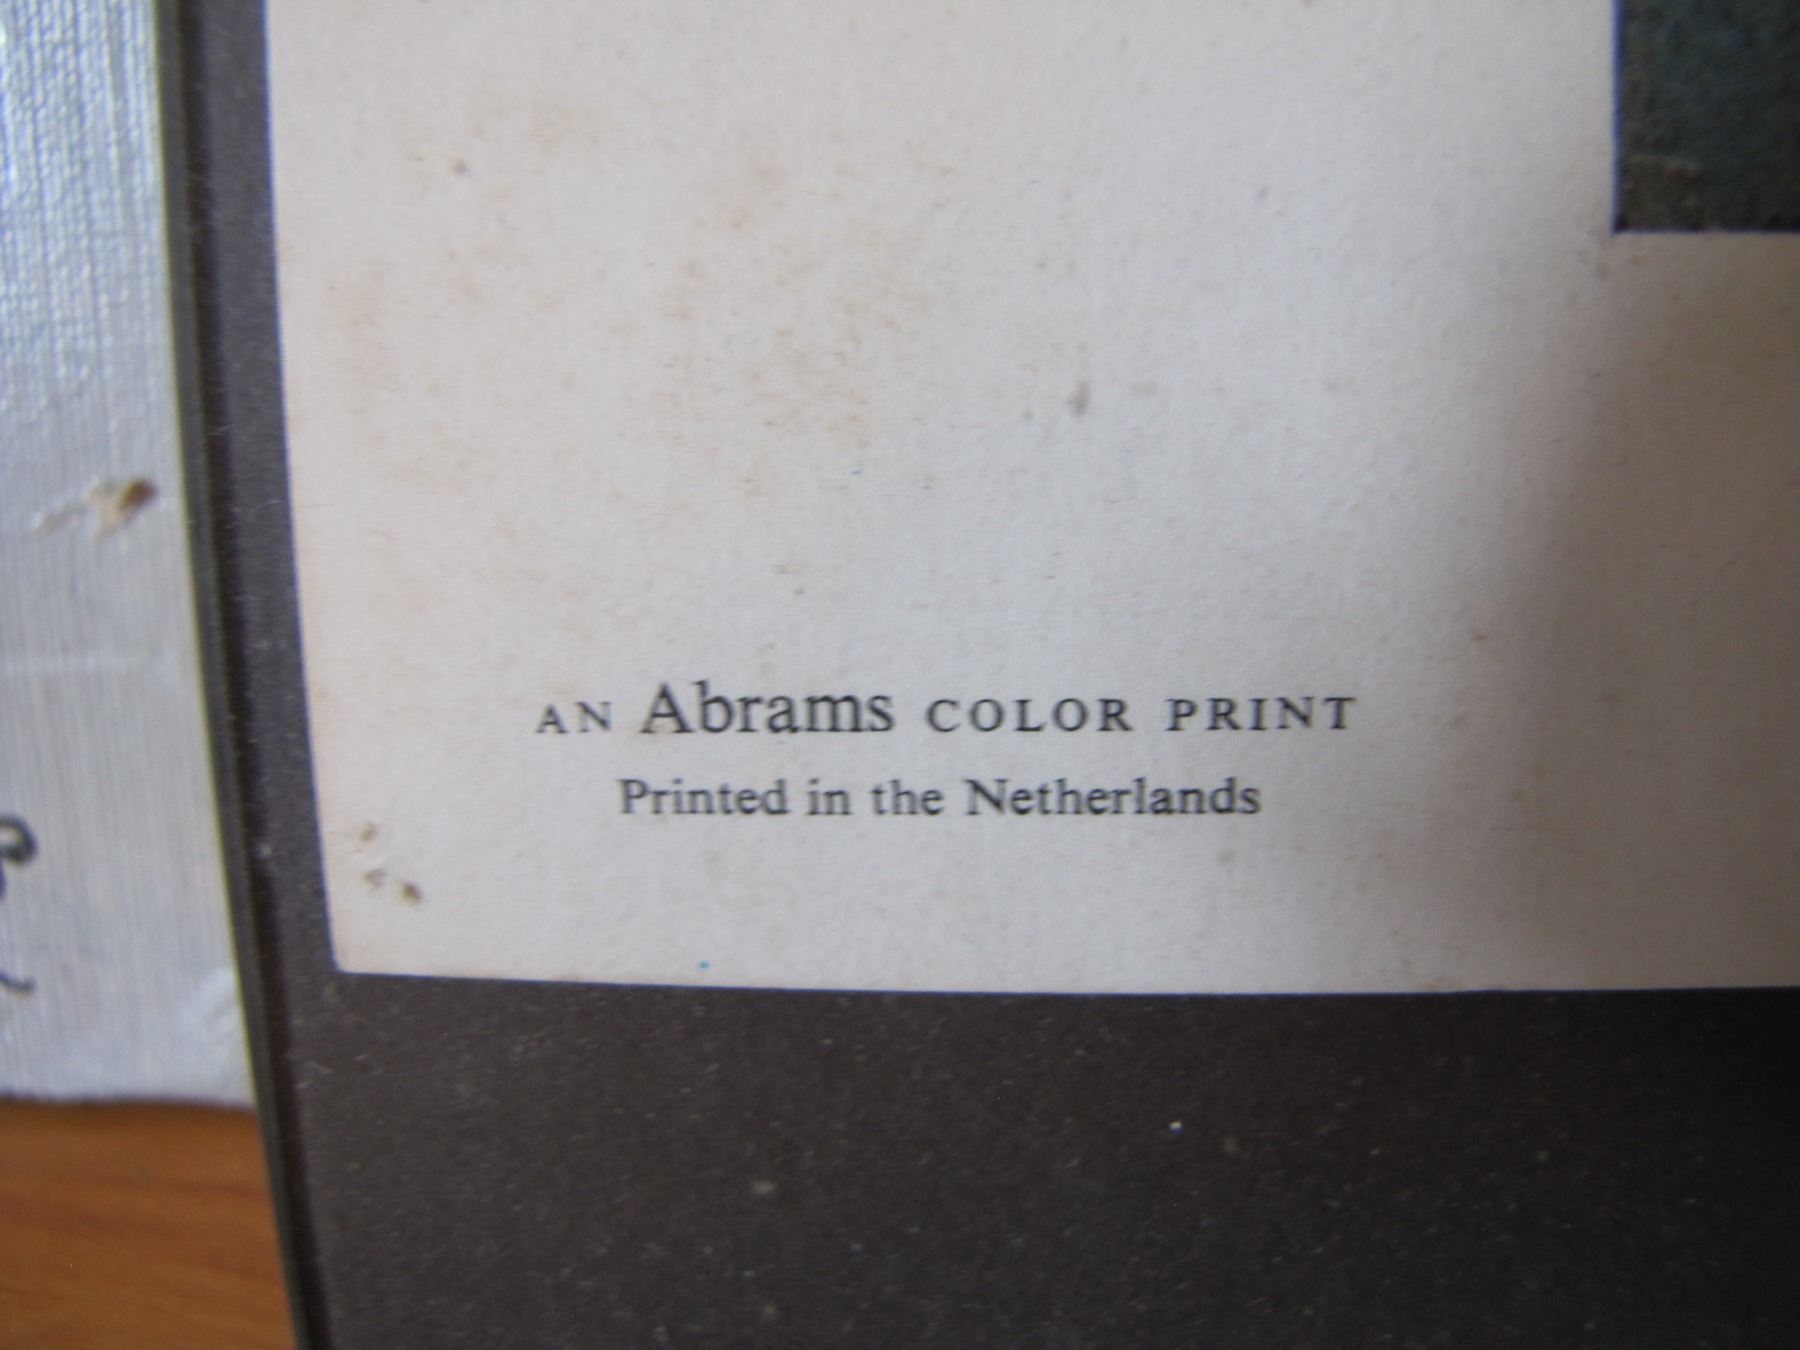 AN Abrams COLOR PRINT
Printed in the Netherlands